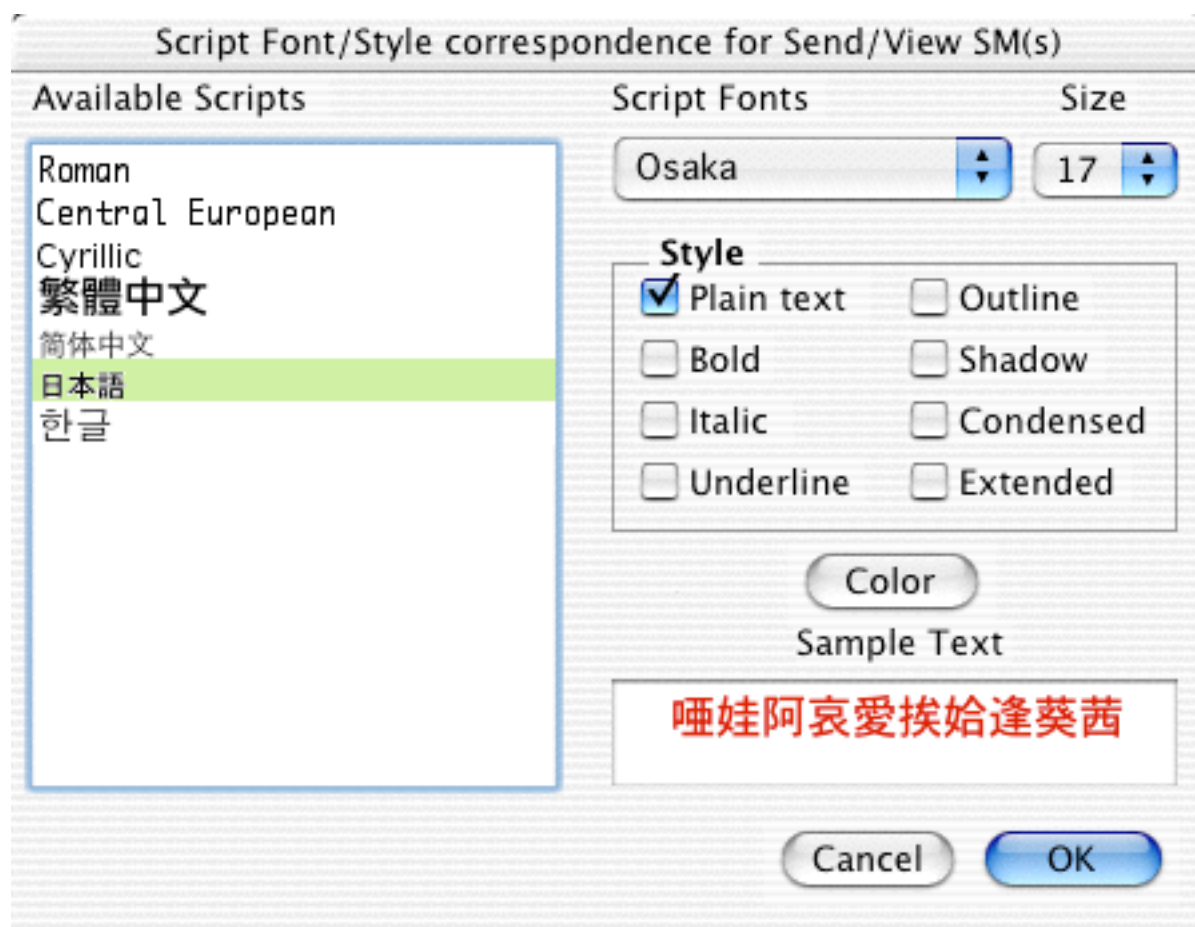 Script Font/Style correspondence for Send/View SM(s)
Available Scripts
Roman
Central European
Cyrillic
繁體中文
简体中文
日本語
한글
Script Fonts
Size
Osaka
17
Style
Plain text
Outline
Bold
Shadow
Italic
Condensed
Underline
Extended
Color
Sample Text
唖娃阿哀愛挨姶逢葵茜
Cancel
OK